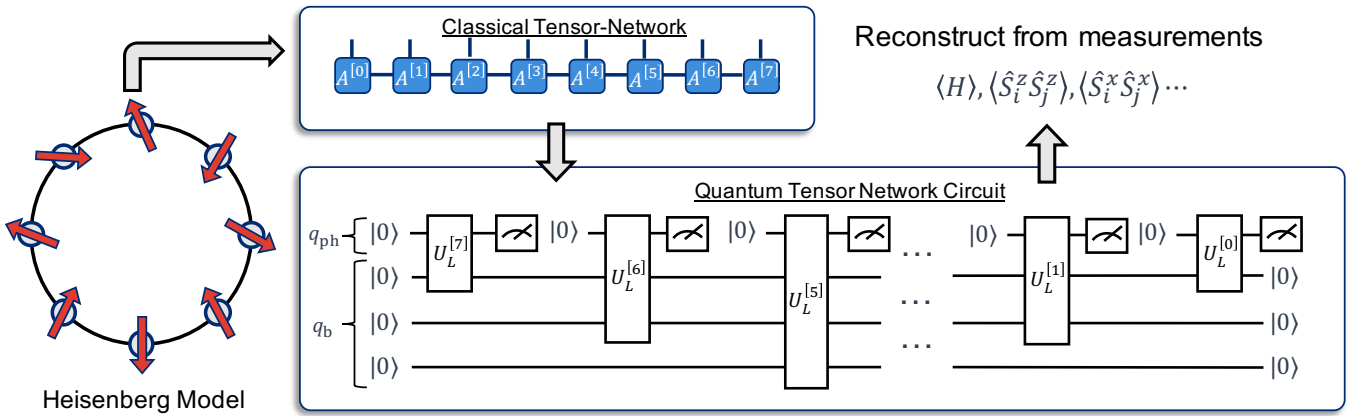 Classical Tensor-Network
A^{[0]} A^{[1]} A^{[2]} A^{[3]} A^{[4]} A^{[5]} A^{[6]} A^{[7]}
Reconstruct from measurements
⟨H⟩, ⟨Ŝ_i^z Ŝ_j^z⟩, ⟨Ŝ_i^x Ŝ_j^x⟩ ⋯
Heisenberg Model
Quantum Tensor Network Circuit
q_ph |0⟩ U_L^{[7]} |0⟩ U_L^{[6]} |0⟩ U_L^{[5]} ... |0⟩ U_L^{[1]} |0⟩ U_L^{[0]}
q_b |0⟩ ... |0⟩
|0⟩ ... |0⟩
|0⟩ |0⟩